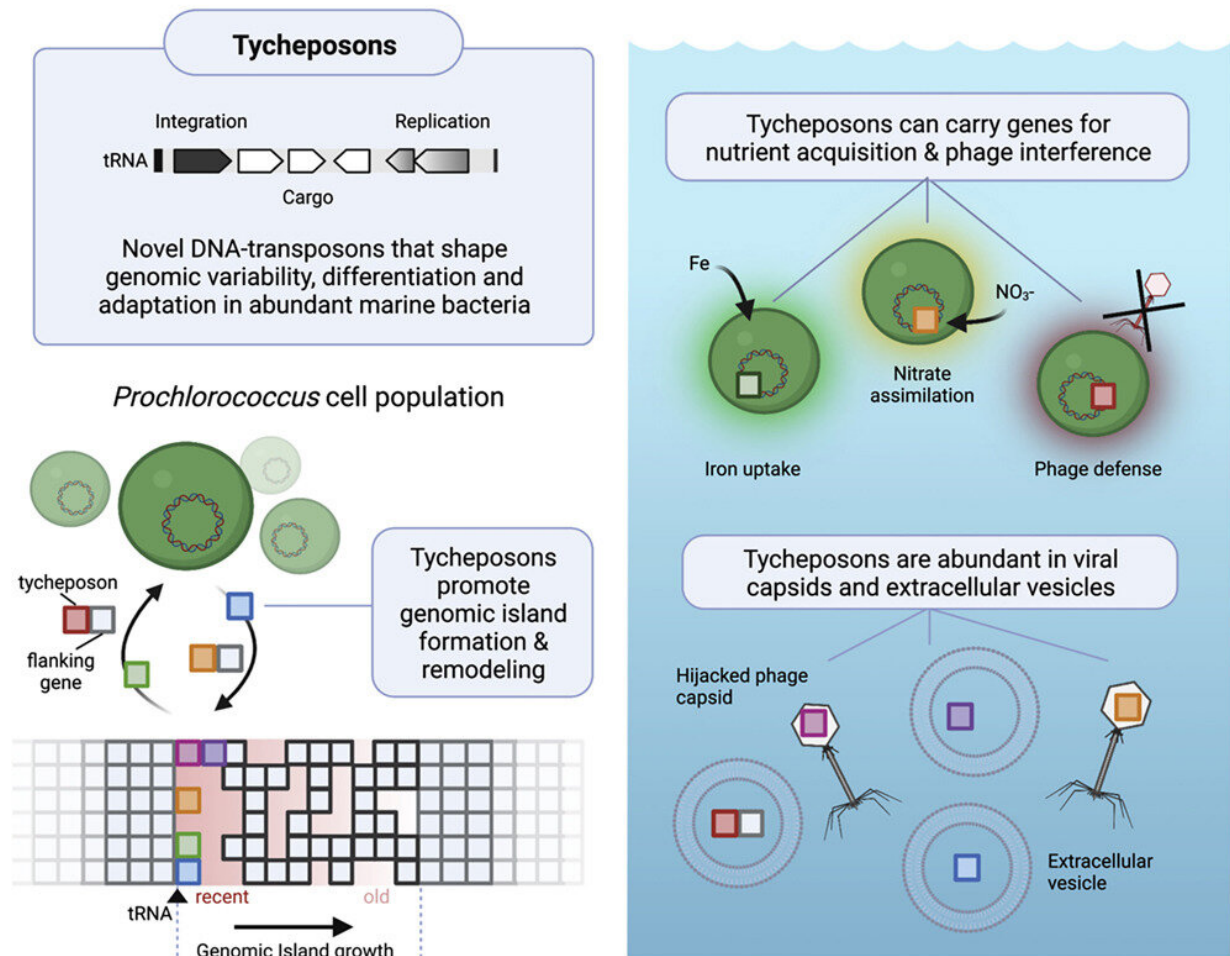 Tycheposons
Integration
Replication
tRNA
Cargo
Novel DNA-transposons that shape
genomic variability, differentiation and
adaptation in abundant marine bacteria
Prochlorococcus cell population
tycheposon
flanking
gene
Tycheposons
promote
genomic island
formation &
remodeling
recent
old
tRNA
Genomic Island growth
Tycheposons can carry genes for
nutrient acquisition & phage interference
Fe
NO₃-
Nitrate
assimilation
Iron uptake
Phage defense
Tycheposons are abundant in viral
capsids and extracellular vesicles
Hijacked phage
capsid
Extracellular
vesicle